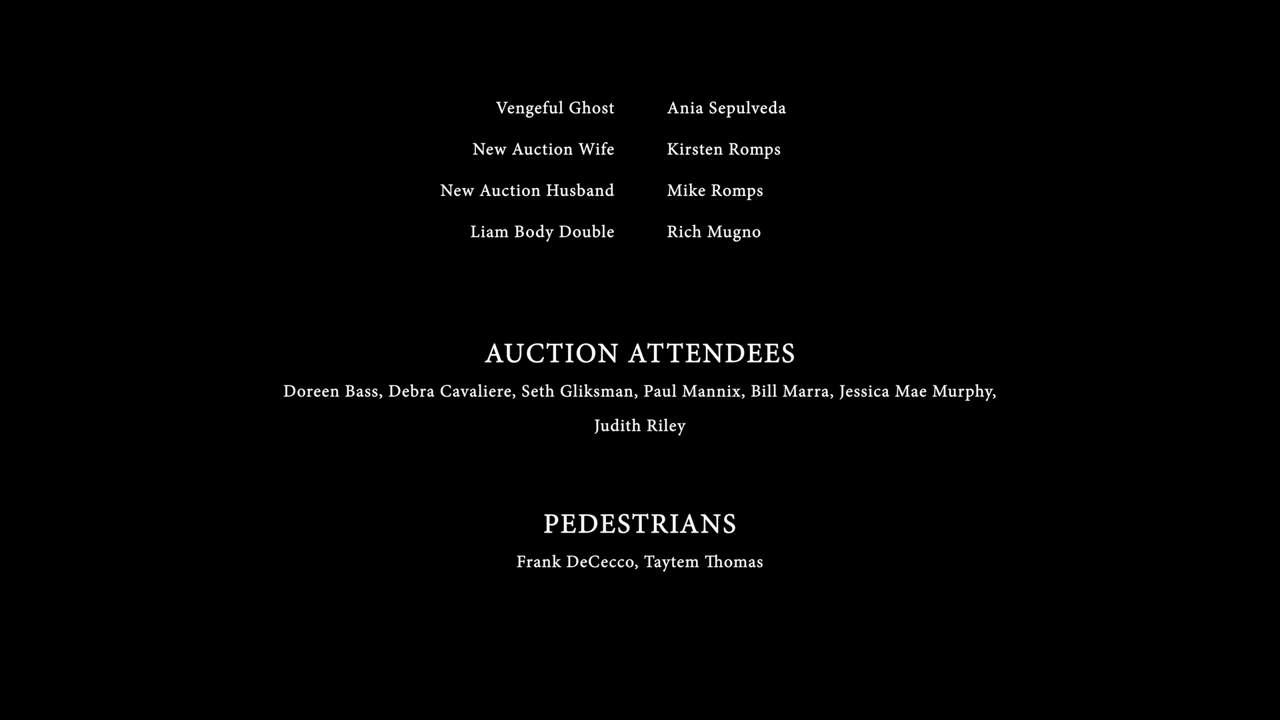 Vengeful Ghost Ania Sepulveda
New Auction Wife Kirsten Romps
New Auction Husband Mike Romps
Liam Body Double Rich Mugno
AUCTION ATTENDEES
Doreen Bass, Debra Cavaliere, Seth Gliksman, Paul Mannix, Bill Marra, Jessica Mae Murphy,
Judith Riley
PEDESTRIANS
Frank DeCecco, Taytem Thomas